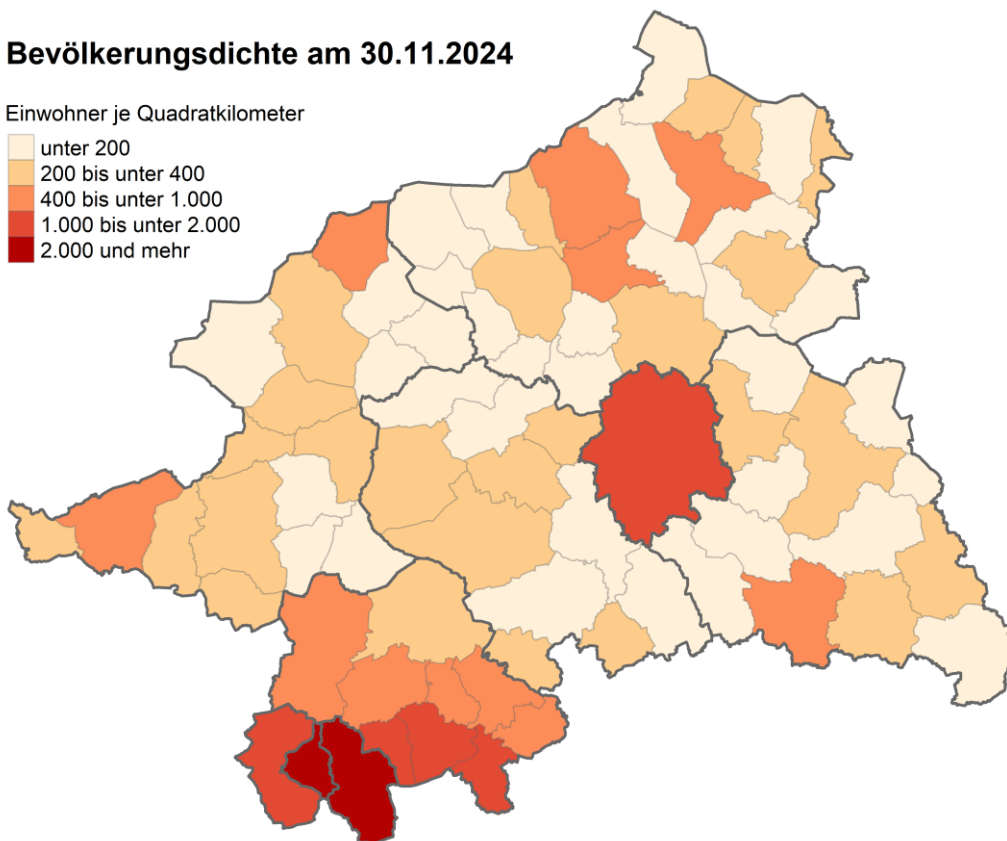 Bevölkerungsdichte am 30.11.2024
Einwohner je Quadratkilometer
unter 200
200 bis unter 400
400 bis unter 1.000
1.000 bis unter 2.000
2.000 und mehr